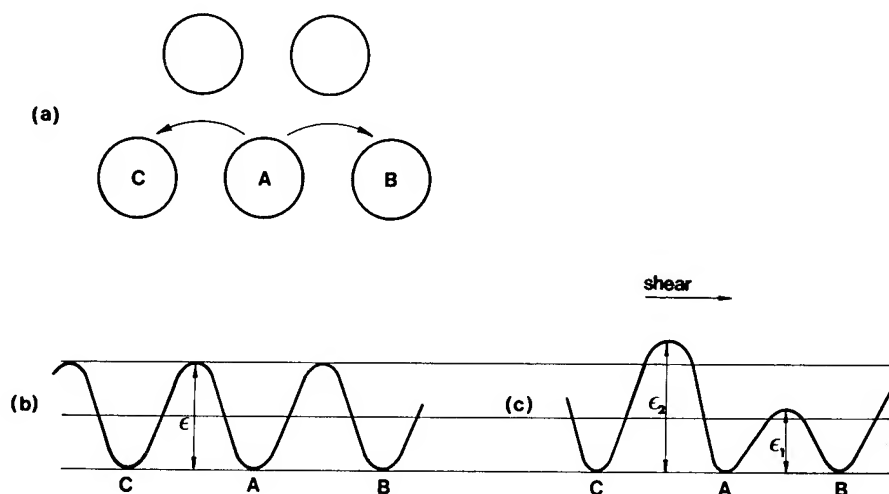 (a)
C A B
shear
(b) ϵ (c) ϵ₂ ϵ₁
C A B C A B